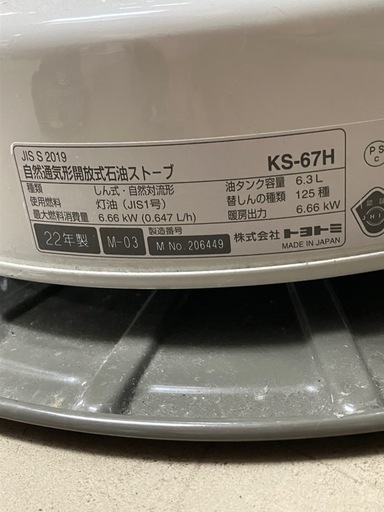 JIS S 2019
自然通気形開放式石油ストーブ KS-67H
種類 しん式・自然対流形 油タンク容量 6.3 L
使用燃料 灯油 (JIS1号) 替しんの種類 125 種
最大燃料消費量 6.66 kW (0.647 L/h) 暖房出力 6.66 kW
22年製 M-03 製造番号 M No. 206449 株式会社 トヨトミ
MADE IN JAPAN
P S
C